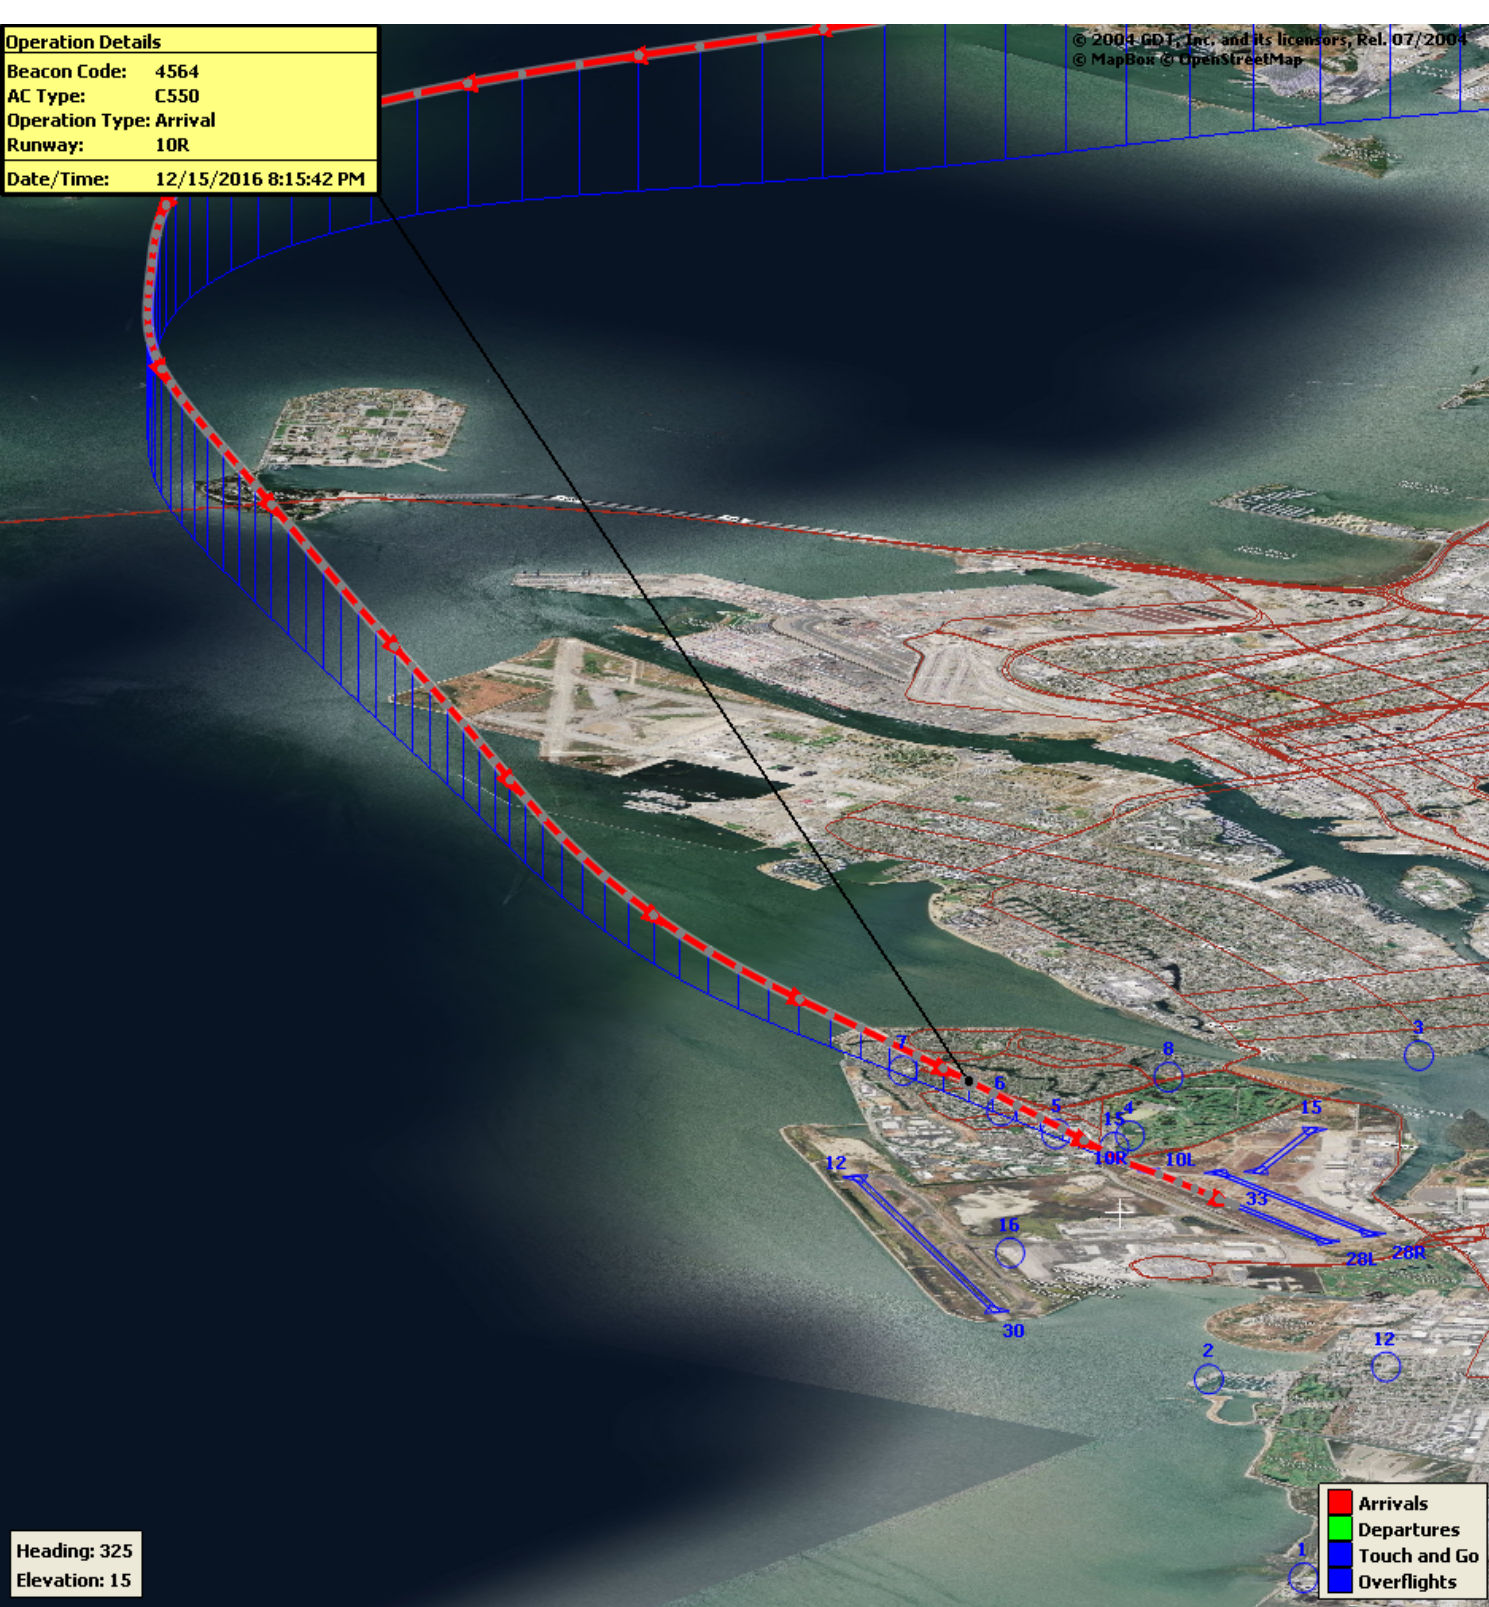 Operation Details
Beacon Code: 4564
AC Type: C550
Operation Type: Arrival
Runway: 10R
Date/Time: 12/15/2016 8:15:42 PM
© 2004 GDT, Inc. and its licensors, Rel. 07/2004
© MapBox © OpenStreetMap
3
7
8
6
5
4
15
15
10R
10L
12
33
16
28L
28R
30
2
12
1
Heading: 325
Elevation: 15
Arrivals
Departures
Touch and Go
Overflights